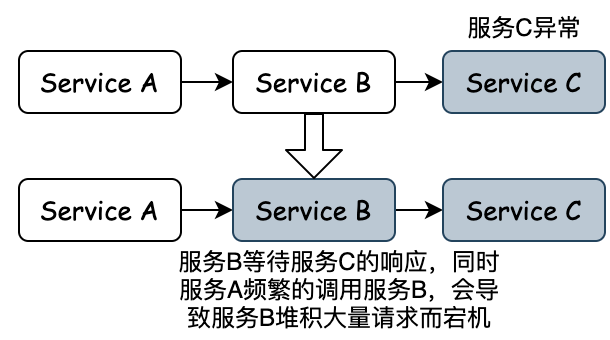 服务C异常
Service A
Service B
Service C
Service A
Service B
Service C
服务B等待服务C的响应，同时
服务A频繁的调用服务B，会导
致服务B堆积大量请求而宕机